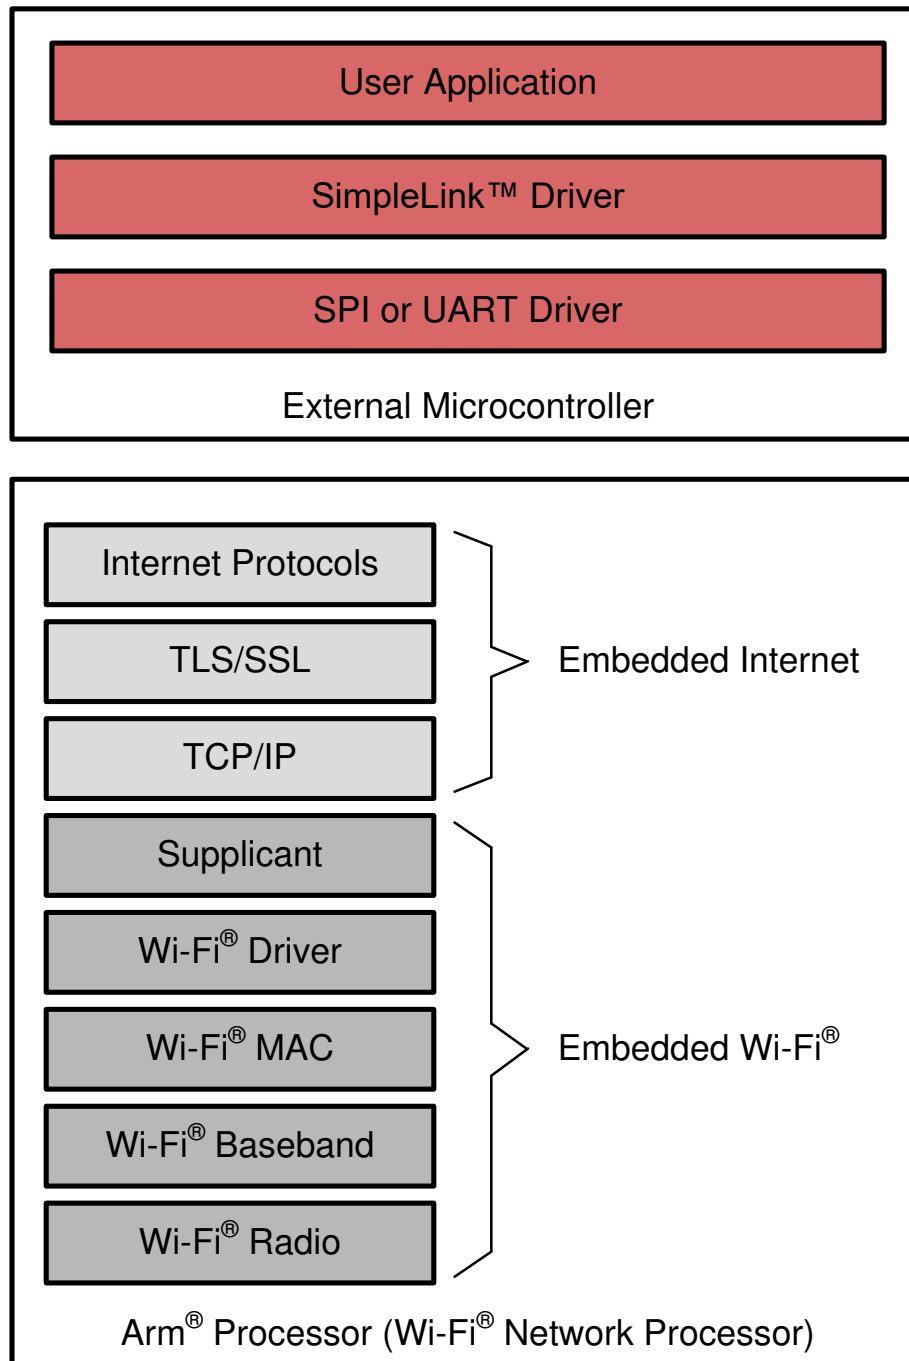 User Application
SimpleLink™ Driver
SPI or UART Driver
External Microcontroller
Internet Protocols
TLS/SSL
TCP/IP
Embedded Internet
Supplicant
Wi-Fi® Driver
Wi-Fi® MAC
Wi-Fi® Baseband
Wi-Fi® Radio
Embedded Wi-Fi®
Arm® Processor (Wi-Fi® Network Processor)